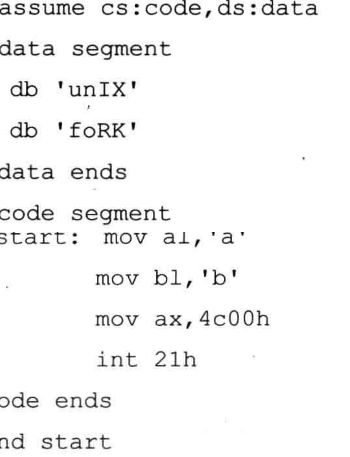 assume cs:code,ds:data
data segment
db 'unIX'
db 'foRK'
data ends
code segment
start: mov al,'a'
mov bl,'b'
mov ax,4c00h
int 21h
ode ends
nd start